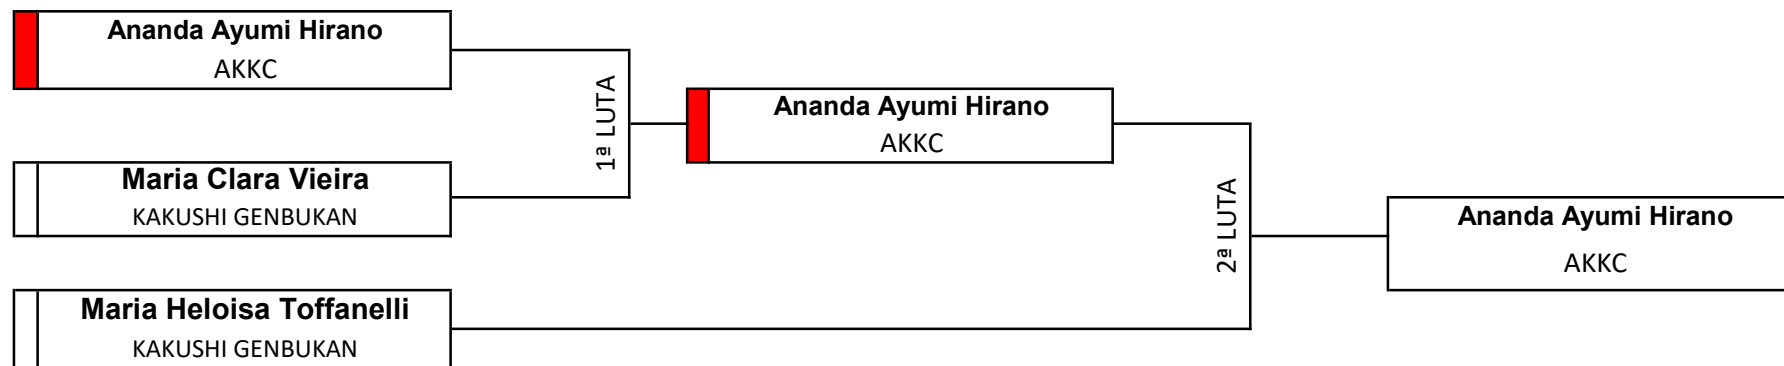 Ananda Ayumi Hirano
AKKC
Maria Clara Vieira
KAKUSHI GENBUKAN
Maria Heloisa Toffanelli
KAKUSHI GENBUKAN
1ª LUTA
Ananda Ayumi Hirano
AKKC
2ª LUTA
Ananda Ayumi Hirano
AKKC